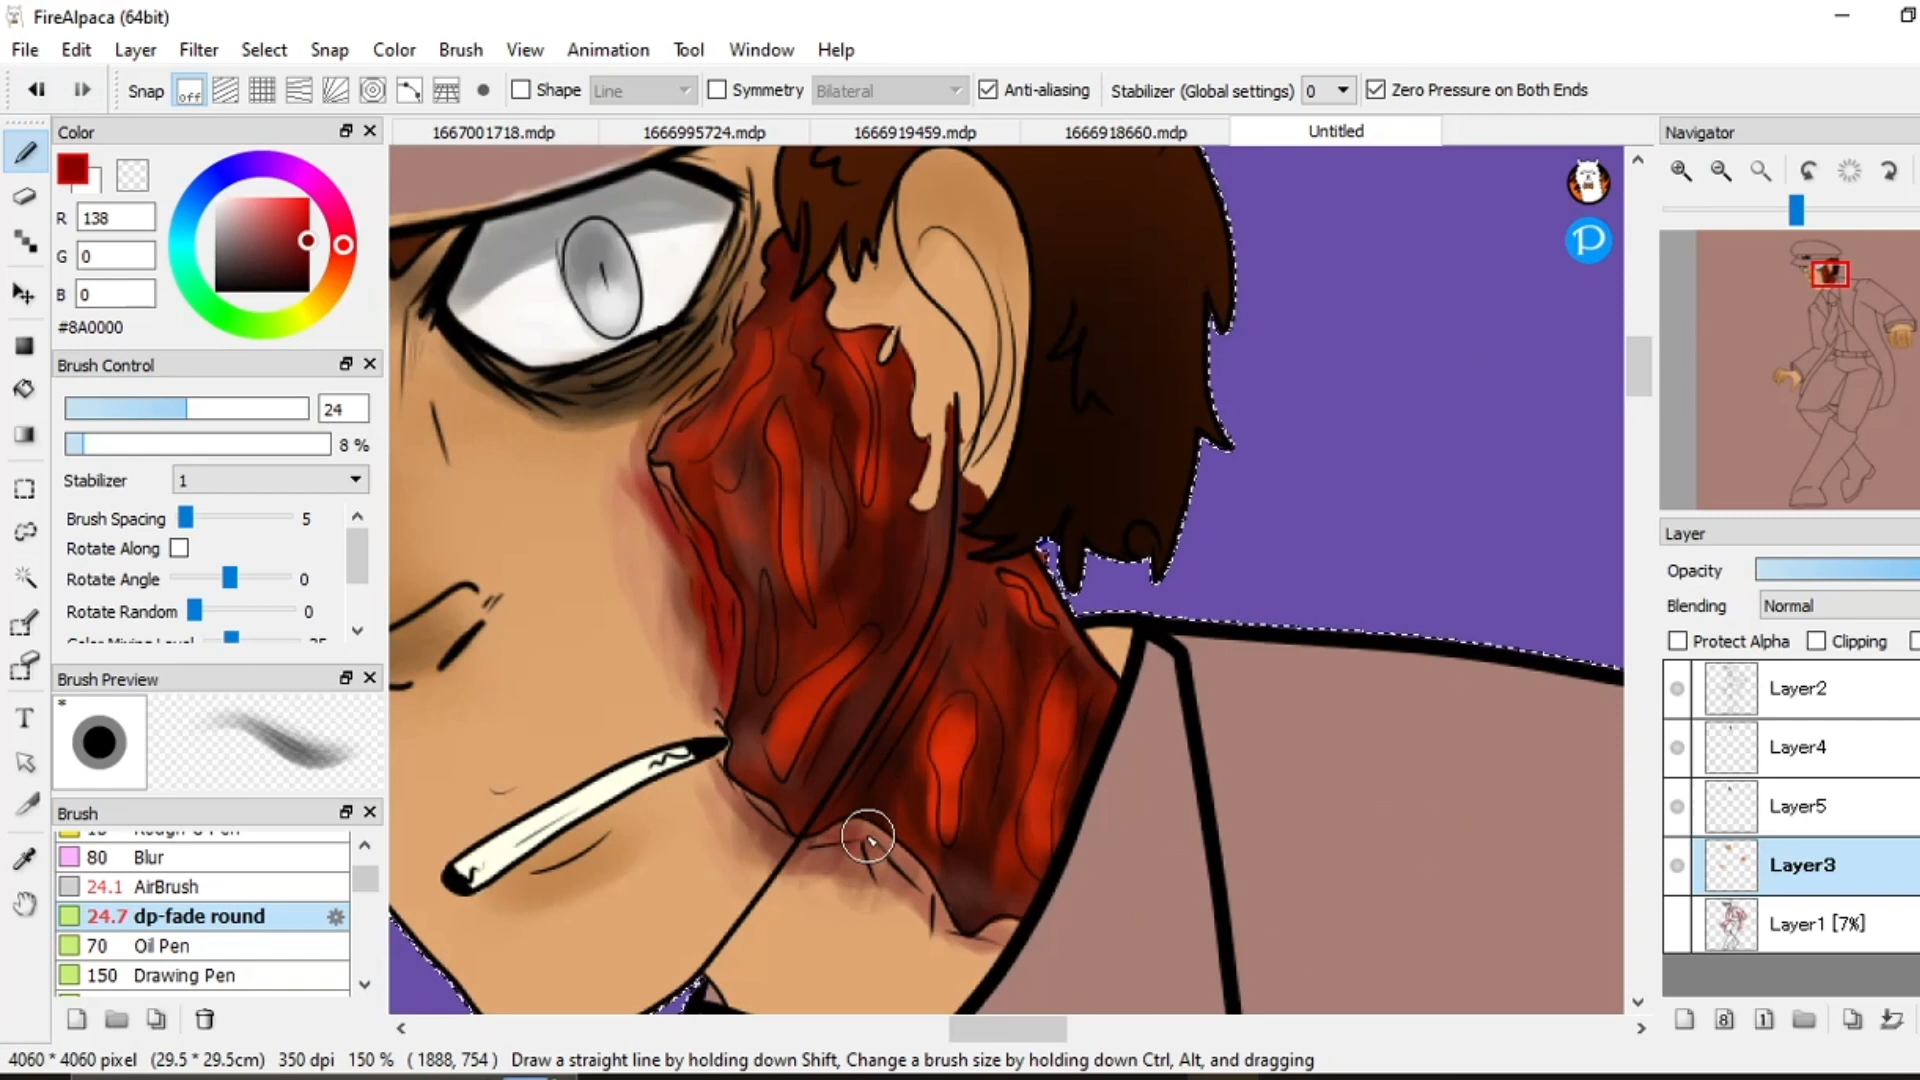 FireAlpaca (64bit)
File Edit Layer Filter Select Snap Color Brush View Animation Tool Window Help
Snap off Shape Line Symmetry Bilateral Anti-aliasing Stabilizer (Global settings) 0 Zero Pressure on Both Ends
Color
1667001718.mdp 1666995724.mdp 1666919459.mdp 1666918660.mdp Untitled
Navigator
R 138
G 0
B 0
#8A0000
Brush Control
24
8 %
Stabilizer 1
Brush Spacing 5
Rotate Along
Rotate Angle 0
Rotate Random 0
Brush Preview
*
Brush
80 Blur
24.1 AirBrush
24.7 dp-fade round
70 Oil Pen
150 Drawing Pen
P
Layer
Opacity
Blending Normal
Protect Alpha Clipping
Layer2
Layer4
Layer5
Layer3
Layer1 [7%]
8 1
4060 * 4060 pixel (29.5 * 29.5cm) 350 dpi 150 % ( 1888, 754 ) Draw a straight line by holding down Shift, Change a brush size by holding down Ctrl, Alt, and dragging